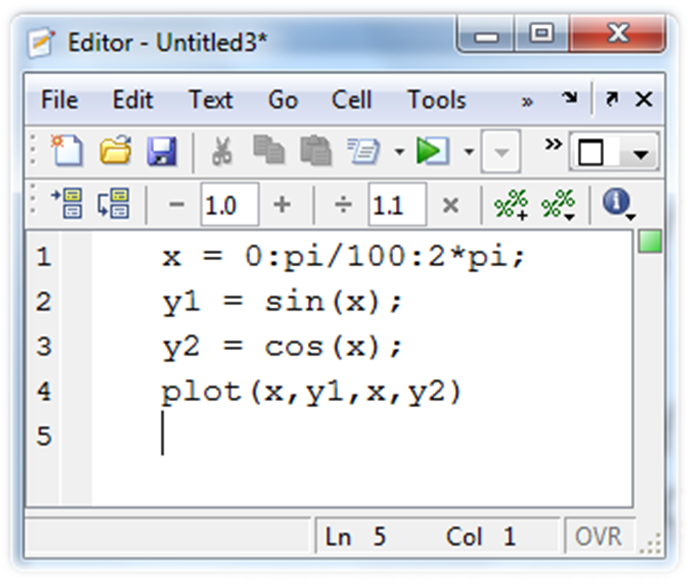 Editor - Untitled3*
File Edit Text Go Cell Tools »
» 
− 1.0 + ÷ 1.1 × %%+ %%
1 x = 0:pi/100:2*pi;
2 y1 = sin(x);
3 y2 = cos(x);
4 plot(x,y1,x,y2)
5
Ln 5 Col 1 OVR